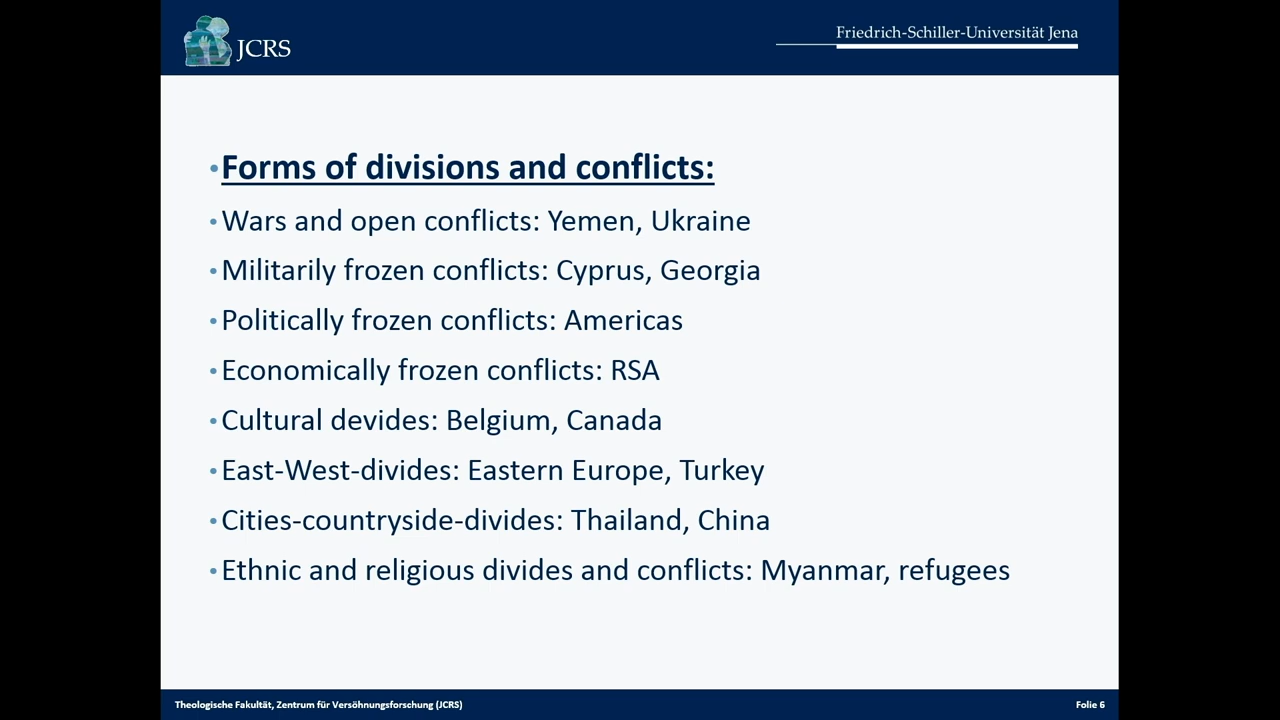 JCRS
Friedrich-Schiller-Universität Jena
•Forms of divisions and conflicts:
•Wars and open conflicts: Yemen, Ukraine
•Militarily frozen conflicts: Cyprus, Georgia
•Politically frozen conflicts: Americas
•Economically frozen conflicts: RSA
•Cultural devides: Belgium, Canada
•East-West-divides: Eastern Europe, Turkey
•Cities-countryside-divides: Thailand, China
•Ethnic and religious divides and conflicts: Myanmar, refugees
Theologische Fakultät, Zentrum für Versöhnungsforschung (JCRS)
Folie 6